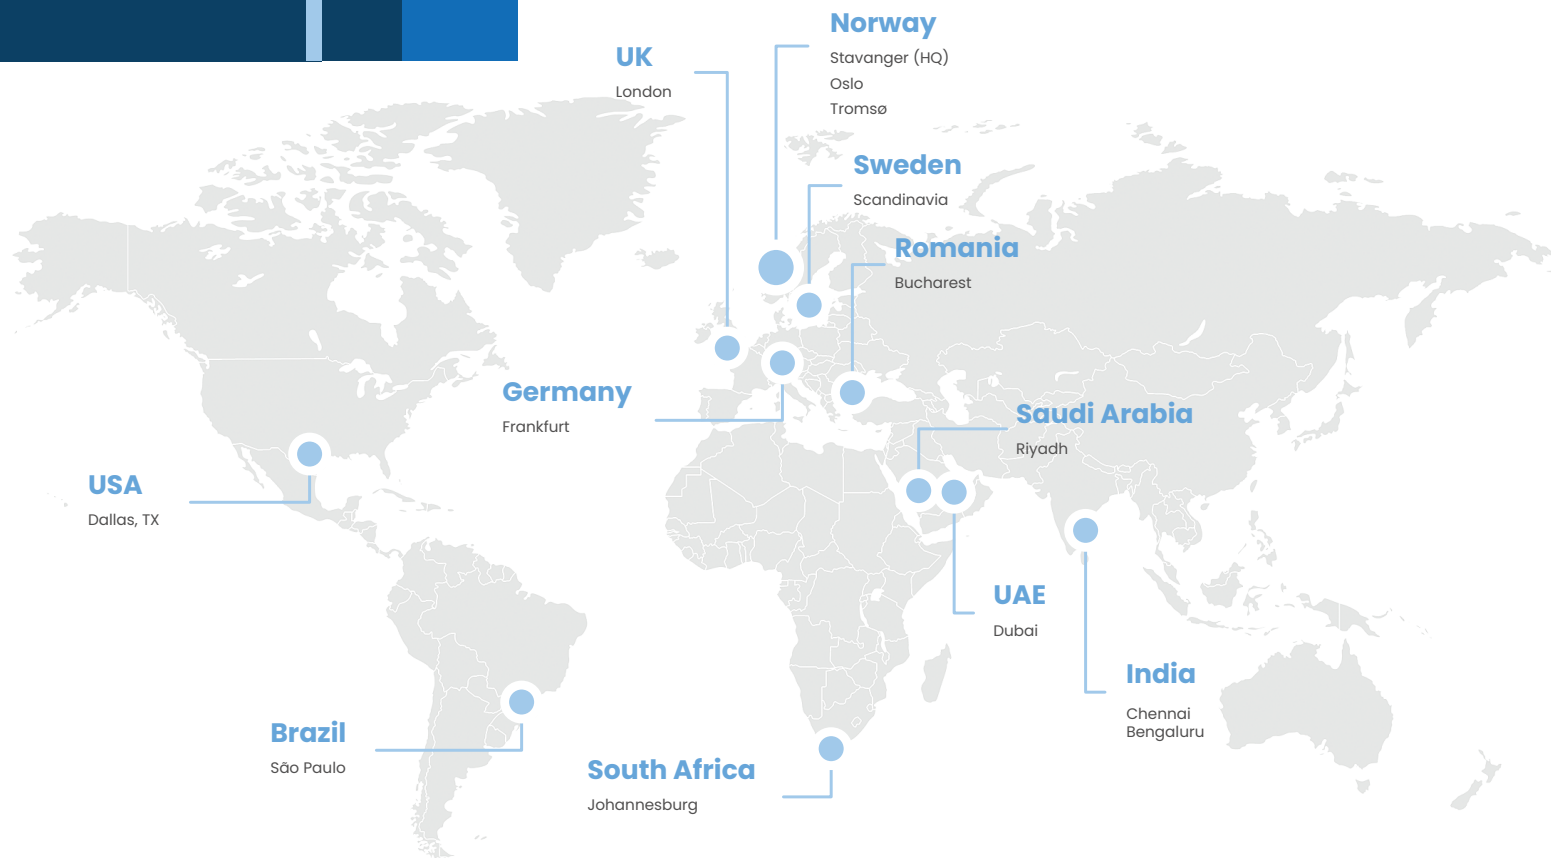 Norway
Stavanger (HQ)
Oslo
Tromsø
UK
London
Sweden
Scandinavia
Romania
Bucharest
Germany
Frankfurt
Saudi Arabia
Riyadh
USA
Dallas, TX
UAE
Dubai
India
Chennai
Bengaluru
Brazil
São Paulo
South Africa
Johannesburg